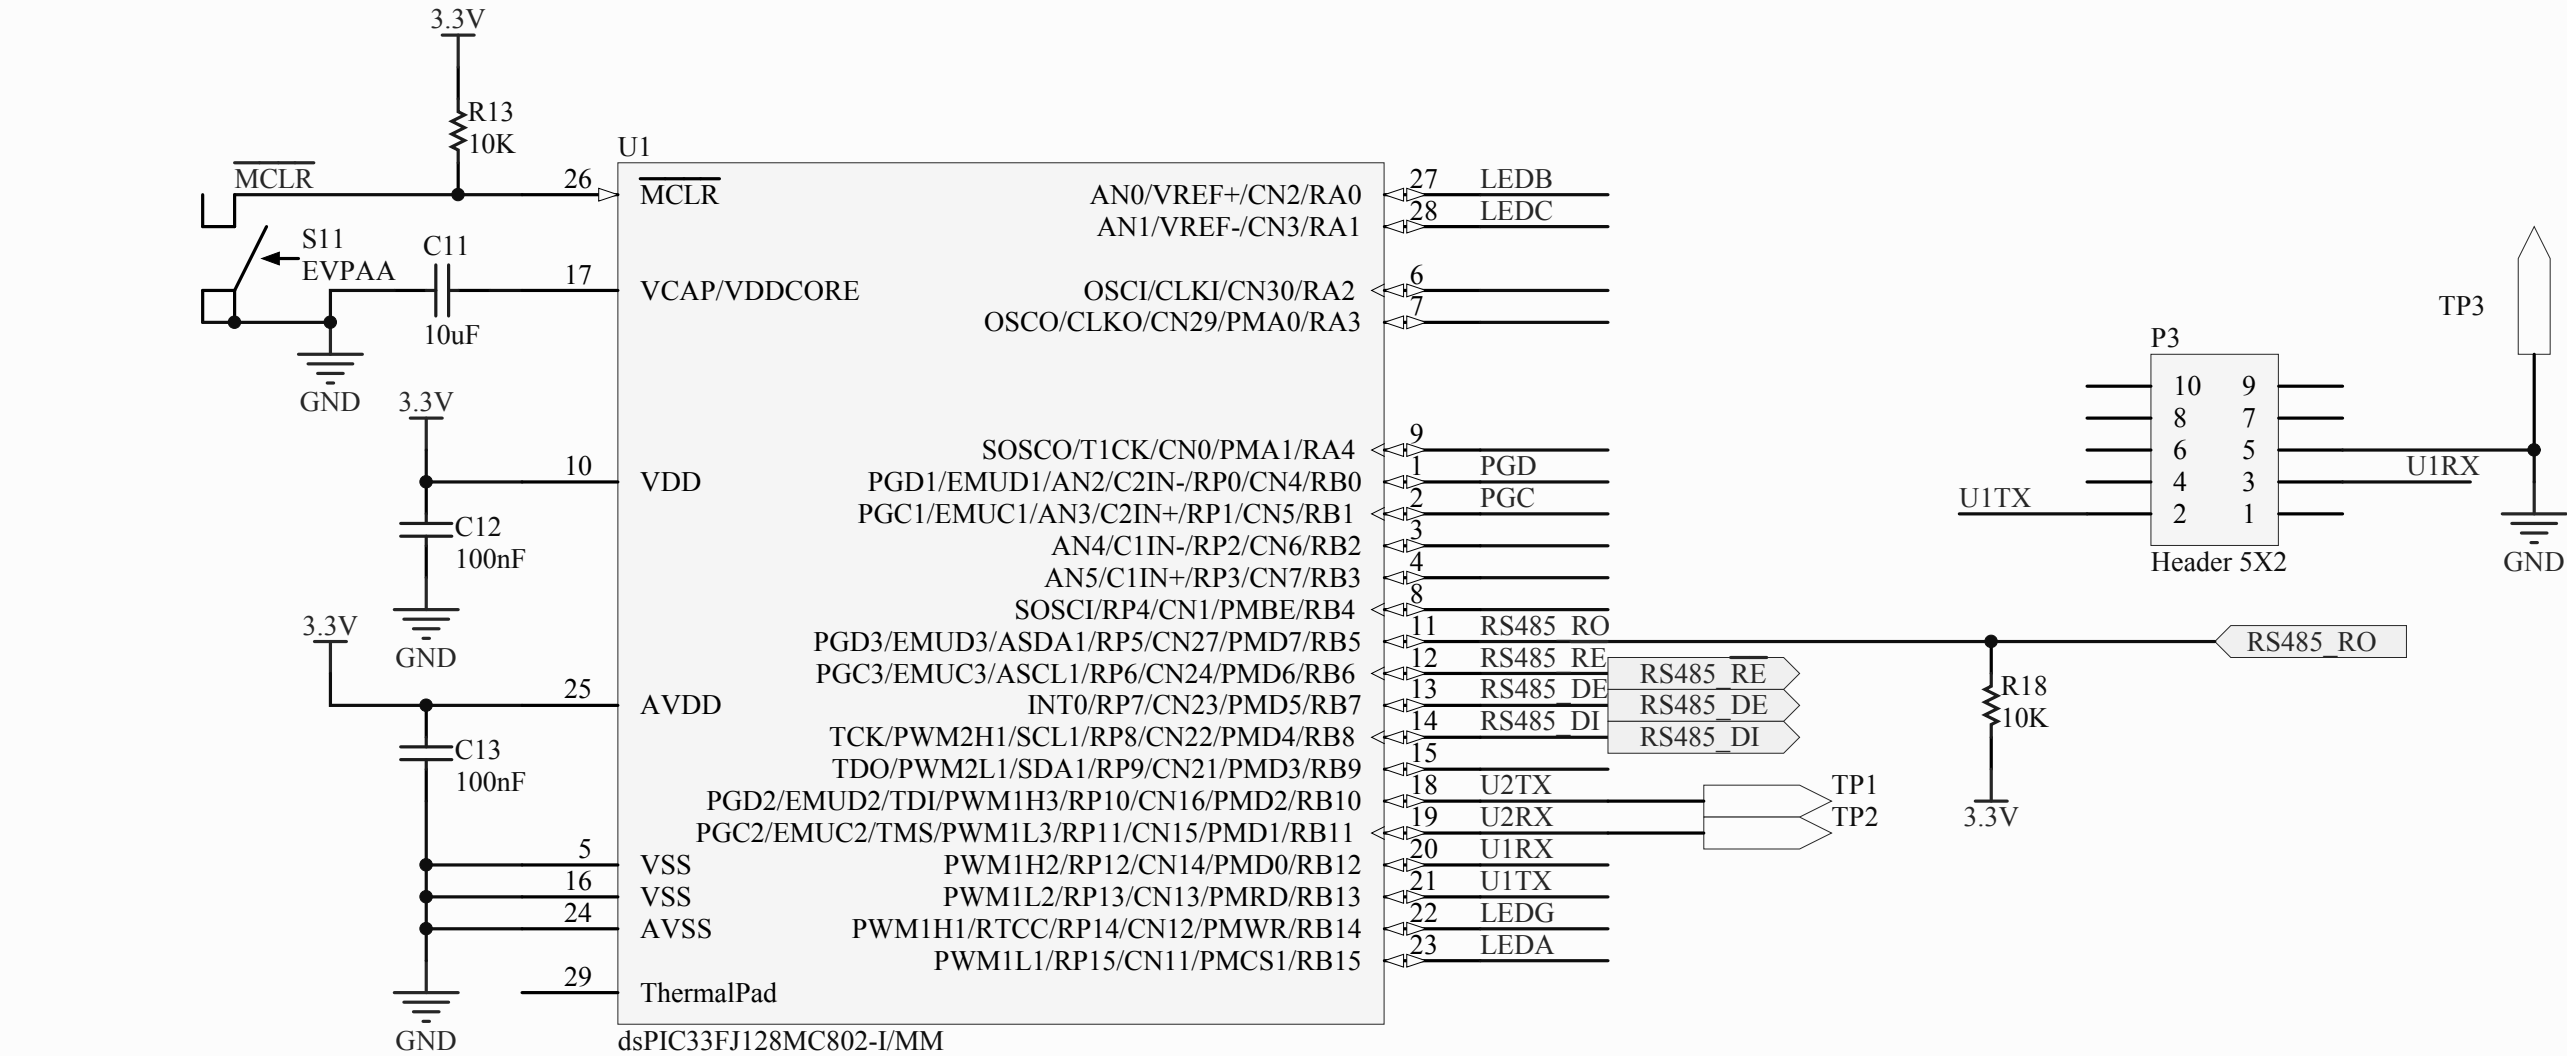 3.3V
R13
10K
U1
MCLR
26
MCLR
AN0/VREF+/CN2/RA0
27
LEDB
AN1/VREF-/CN3/RA1
28
LEDC
S11
EVPAA
C11
10uF
17
VCAP/VDDCORE
OSCI/CLKI/CN30/RA2
6
OSCO/CLKO/CN29/PMA0/RA3
7
GND
3.3V
SOSCO/T1CK/CN0/PMA1/RA4
9
10
VDD
PGD1/EMUD1/AN2/C2IN-/RP0/CN4/RB0
1
PGD
PGC1/EMUC1/AN3/C2IN+/RP1/CN5/RB1
2
PGC
C12
100nF
AN4/C1IN-/RP2/CN6/RB2
3
AN5/C1IN+/RP3/CN7/RB3
4
SOSCI/RP4/CN1/PMBE/RB4
8
GND
3.3V
PGD3/EMUD3/ASDA1/RP5/CN27/PMD7/RB5
11
RS485_RO
RS485_RO
PGC3/EMUC3/ASCL1/RP6/CN24/PMD6/RB6
12
RS485_RE
RS485_RE
25
AVDD
INT0/RP7/CN23/PMD5/RB7
13
RS485_DE
RS485_DE
TCK/PWM2H1/SCL1/RP8/CN22/PMD4/RB8
14
RS485_DI
RS485_DI
R18
10K
3.3V
C13
100nF
TDO/PWM2L1/SDA1/RP9/CN21/PMD3/RB9
15
PGD2/EMUD2/TDI/PWM1H3/RP10/CN16/PMD2/RB10
18
U2TX
TP1
PGC2/EMUC2/TMS/PWM1L3/RP11/CN15/PMD1/RB11
19
U2RX
TP2
5
VSS
PWM1H2/RP12/CN14/PMD0/RB12
20
U1RX
16
VSS
PWM1L2/RP13/CN13/PMRD/RB13
21
U1TX
24
AVSS
PWM1H1/RTCC/RP14/CN12/PMWR/RB14
22
LEDG
PWM1L1/RP15/CN11/PMCS1/RB15
23
LEDA
29
ThermalPad
GND
dsPIC33FJ128MC802-I/MM
TP3
P3
10 9
8 7
6 5
4 3
2 1
U1RX
U1TX
Header 5X2
GND